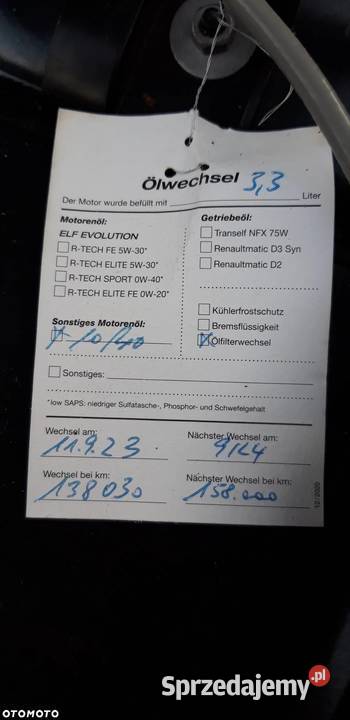 Ölwechsel
3,3
Der Motor wurde befüllt mit Liter
Motorenöl:
ELF EVOLUTION
R-TECH FE 5W-30*
R-TECH ELITE 5W-30*
R-TECH SPORT 0W-40*
R-TECH ELITE FE 0W-20*
Getriebeöl:
Tranself NFX 75W
Renaultmatic D3 Syn
Renaultmatic D2
Kühlerfrostschutz
Bremsflüssigkeit
Ölfilterwechsel
Sonstiges Motorenöl:
10/40
Sonstiges:
*low SAPS: niedriger Sulfatasche-, Phosphor- und Schwefelgehalt
Wechsel am:
11.9.23.
Nächster Wechsel am:
9/24
Wechsel bei km:
138030
Nächster Wechsel bei km:
158.000
12/2020
OTOMOTO
Sprzedajemy.pl